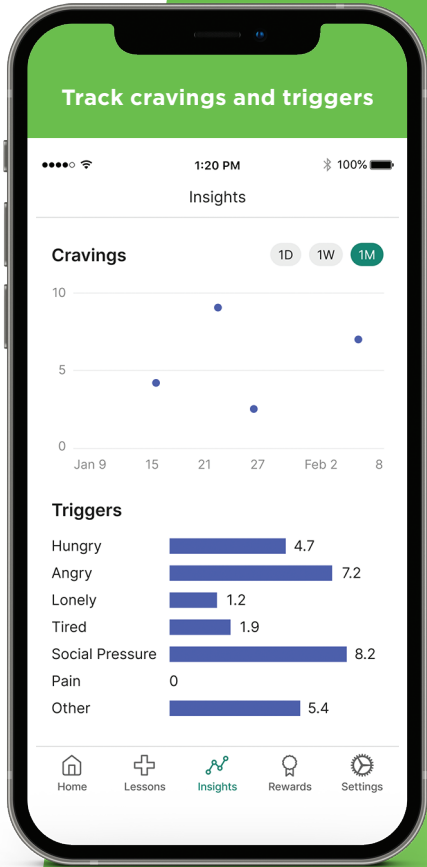 Track cravings and triggers
1:20 PM 100%
Insights
Cravings 1D 1W 1M
10
5
0
Jan 9 15 21 27 Feb 2 8
Triggers
Hungry 4.7
Angry 7.2
Lonely 1.2
Tired 1.9
Social Pressure 8.2
Pain 0
Other 5.4
Home Lessons Insights Rewards Settings